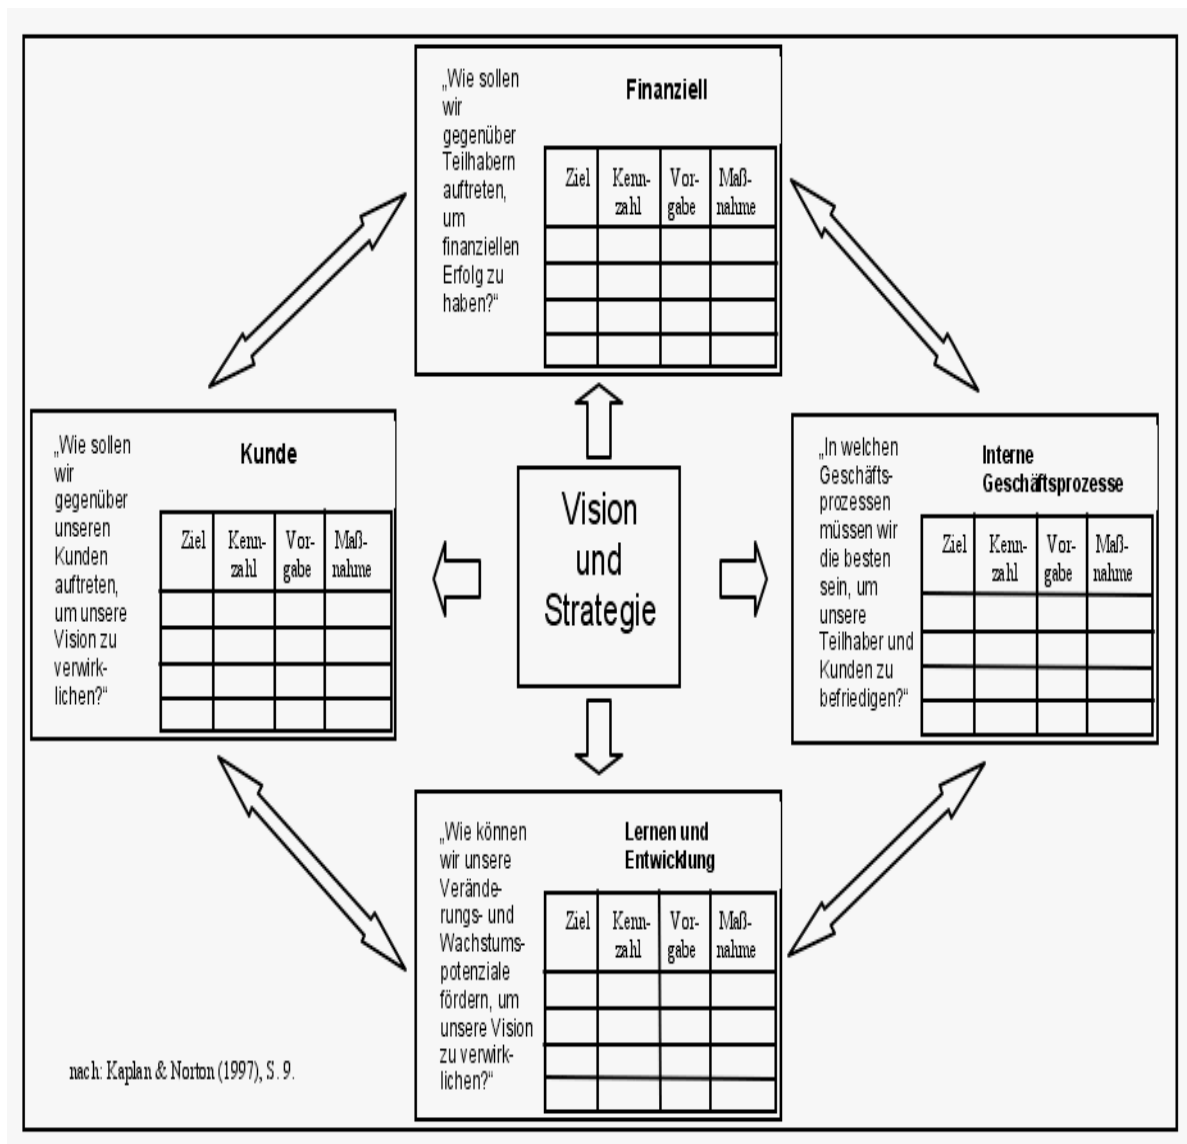 „Wie sollen
wir
gegenüber
Teilhabern
auftreten,
um
finanziellen
Erfolg zu
haben?“
Finanziell
Ziel Kenn- Vor- Maß-
zahl gabe nahme
„Wie sollen
wir
gegenüber
unseren
Kunden
auftreten,
um unsere
Vision zu
verwirk-
lichen?“
Kunde
Ziel Kenn- Vor- Maß-
zahl gabe nahme
Vision
und
Strategie
„In welchen
Geschäfts-
prozessen
müssen wir
die besten
sein, um
unsere
Teilhaber und
Kunden zu
befriedigen?“
Interne
Geschäftsprozesse
Ziel Kenn- Vor- Maß-
zahl gabe nahme
„Wie können
wir unsere
Verände-
rungs- und
Wachstums-
potenziale
fördern, um
unsere Vision
zu verwirk-
lichen?“
Lernen und
Entwicklung
Ziel Kenn- Vor- Maß-
zahl gabe nahme
nach: Kaplan & Norton (1997), S. 9.